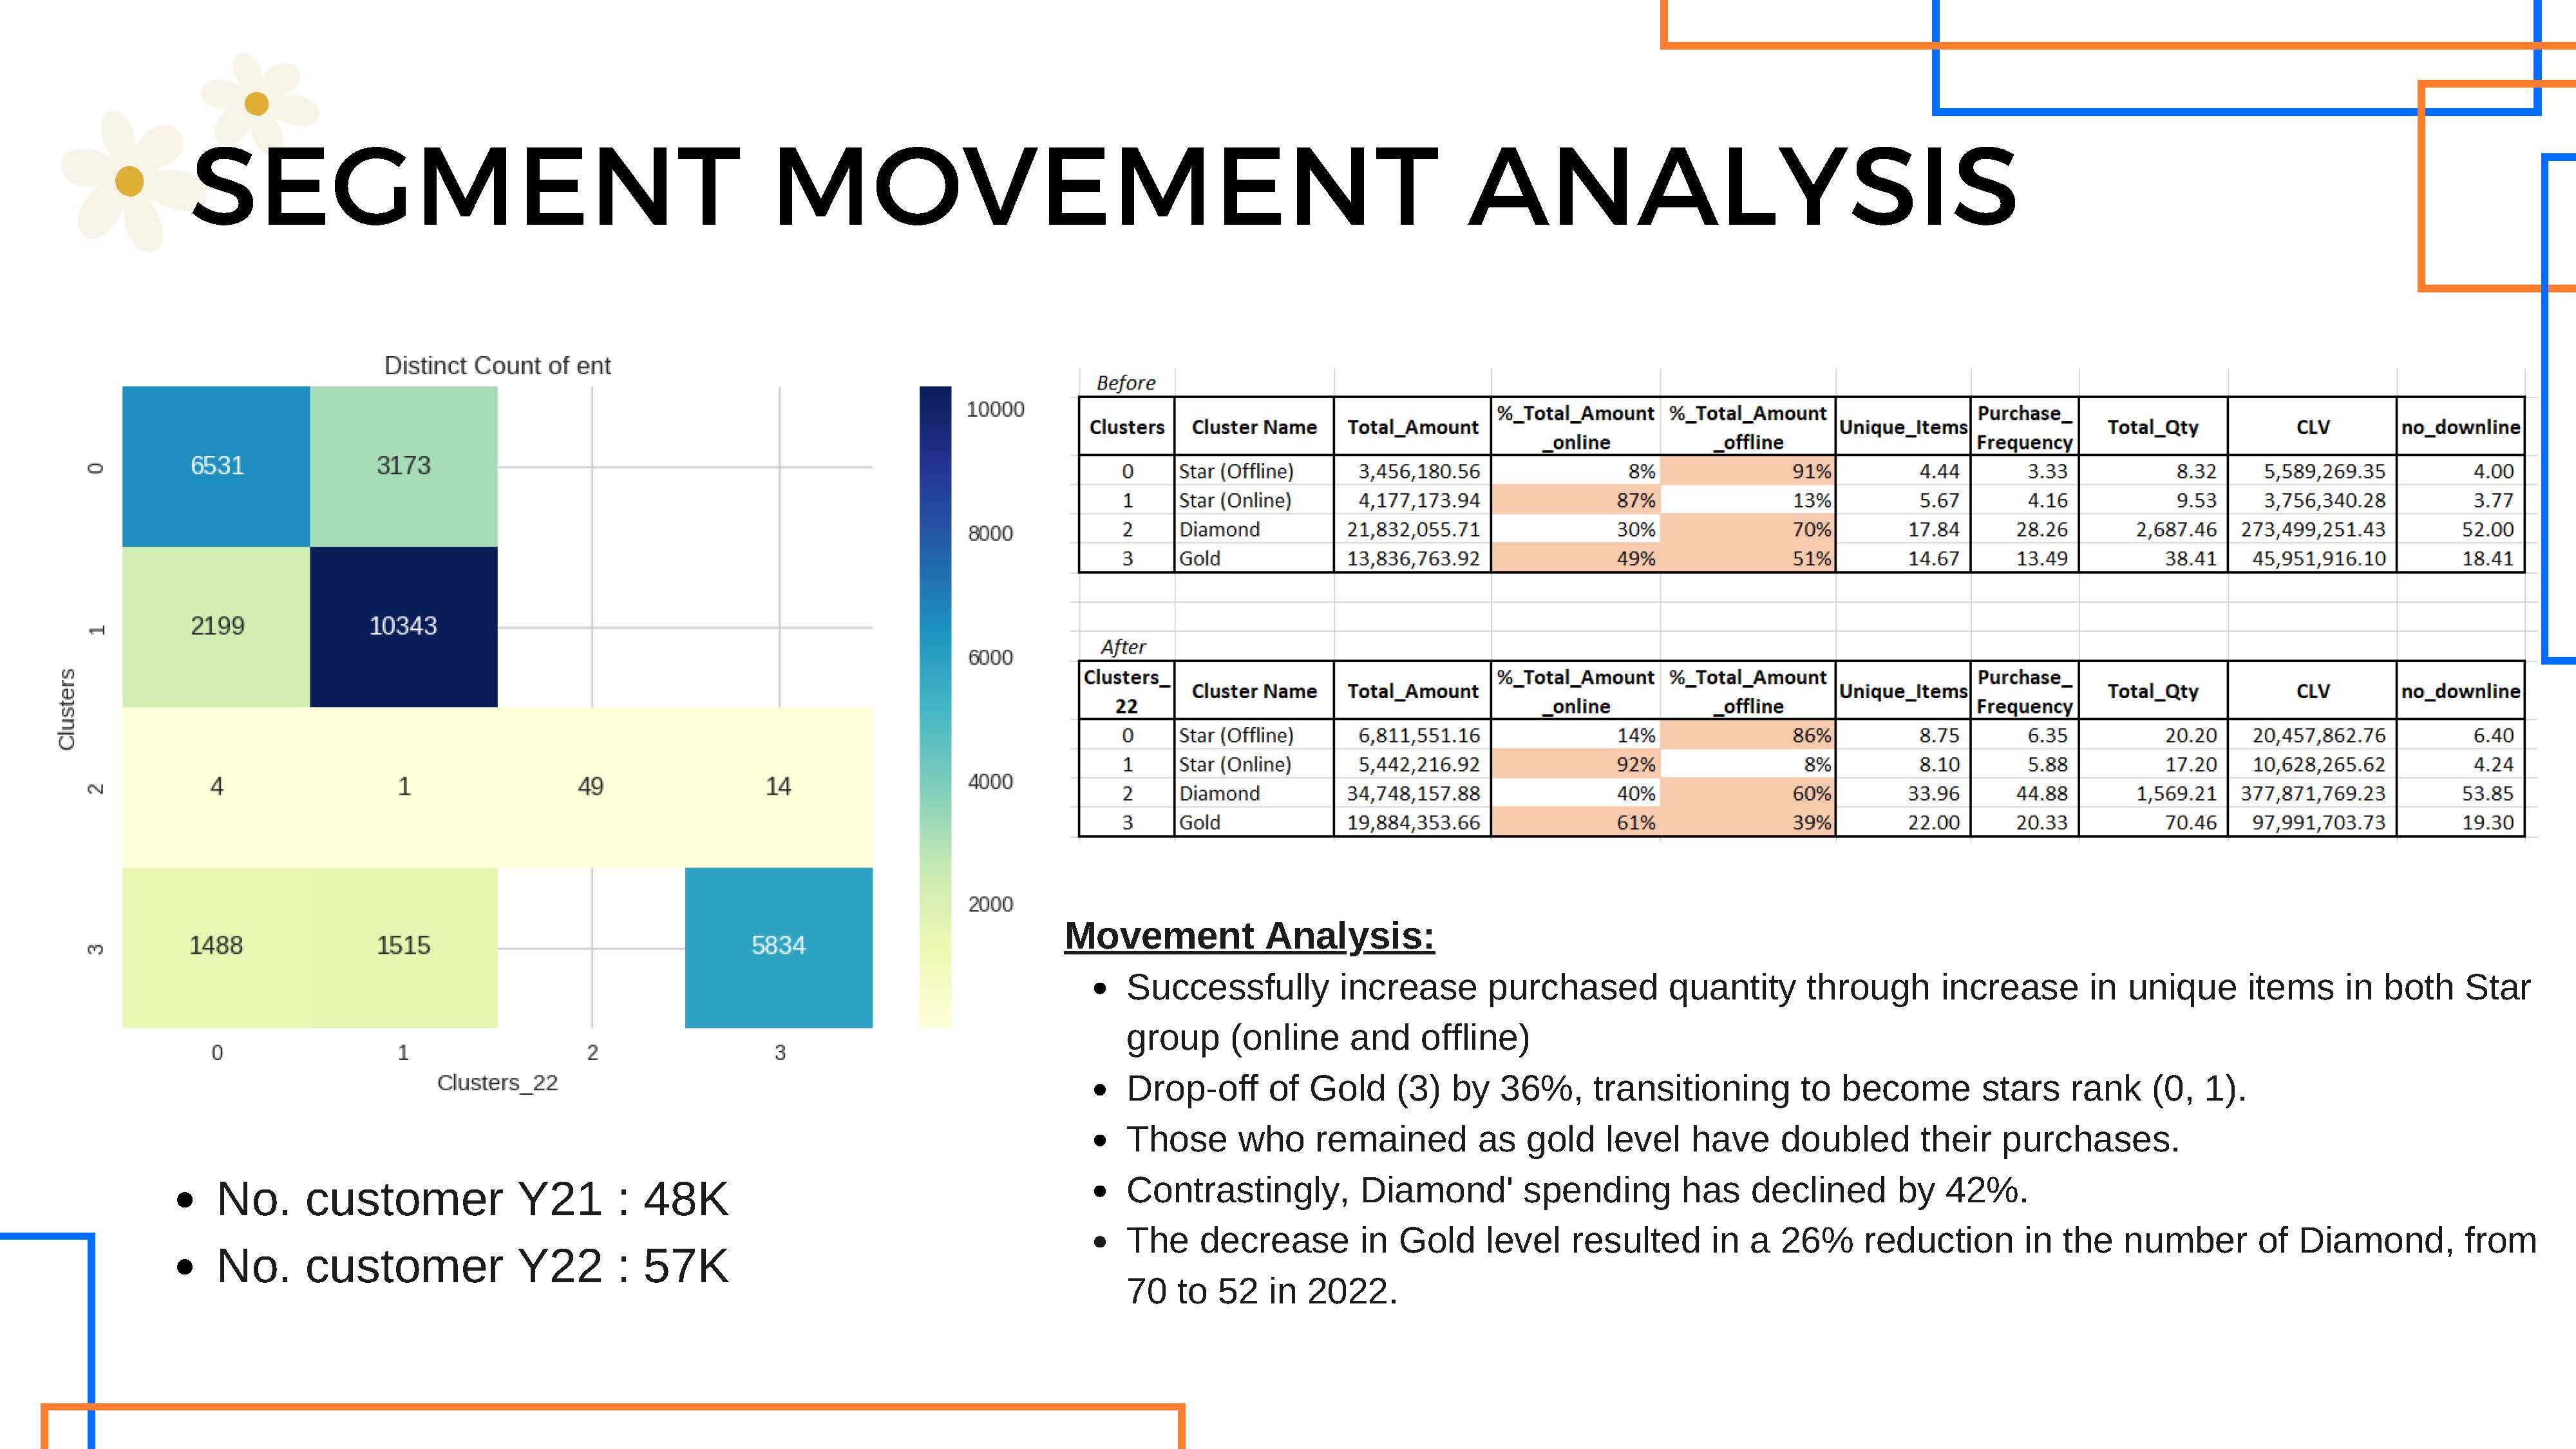 SEGMENT MOVEMENT ANALYSIS
Distinct Count of ent
6531 3173
2199 10343
4 1 49 14
1488 1515 5834
0
1
2
3
Clusters
0 1 2 3
Clusters_22
10000
8000
6000
4000
2000
No. customer Y21 : 48K
No. customer Y22 : 57K
Before
Clusters Cluster Name Total_Amount %_Total_Amount_online %_Total_Amount_offline Unique_Items Purchase_Frequency Total_Qty CLV no_downline
0 Star (Offline) 3,456,180.56 8% 91% 4.44 3.33 8.32 5,589,269.35 4.00
1 Star (Online) 4,177,173.94 87% 13% 5.67 4.16 9.53 3,756,340.28 3.77
2 Diamond 21,832,055.71 30% 70% 17.84 28.26 2,687.46 273,499,251.43 52.00
3 Gold 13,836,763.92 49% 51% 14.67 13.49 38.41 45,951,916.10 18.41
After
Clusters_22 Cluster Name Total_Amount %_Total_Amount_online %_Total_Amount_offline Unique_Items Purchase_Frequency Total_Qty CLV no_downline
0 Star (Offline) 6,811,551.16 14% 86% 8.75 6.35 20.20 20,457,862.76 6.40
1 Star (Online) 5,442,216.92 92% 8% 8.10 5.88 17.20 10,628,265.62 4.24
2 Diamond 34,748,157.88 40% 60% 33.96 44.88 1,569.21 377,871,769.23 53.85
3 Gold 19,884,353.66 61% 39% 22.00 20.33 70.46 97,991,703.73 19.30
Movement Analysis:
Successfully increase purchased quantity through increase in unique items in both Star
group (online and offline)
Drop-off of Gold (3) by 36%, transitioning to become stars rank (0, 1).
Those who remained as gold level have doubled their purchases.
Contrastingly, Diamond' spending has declined by 42%.
The decrease in Gold level resulted in a 26% reduction in the number of Diamond, from
70 to 52 in 2022.